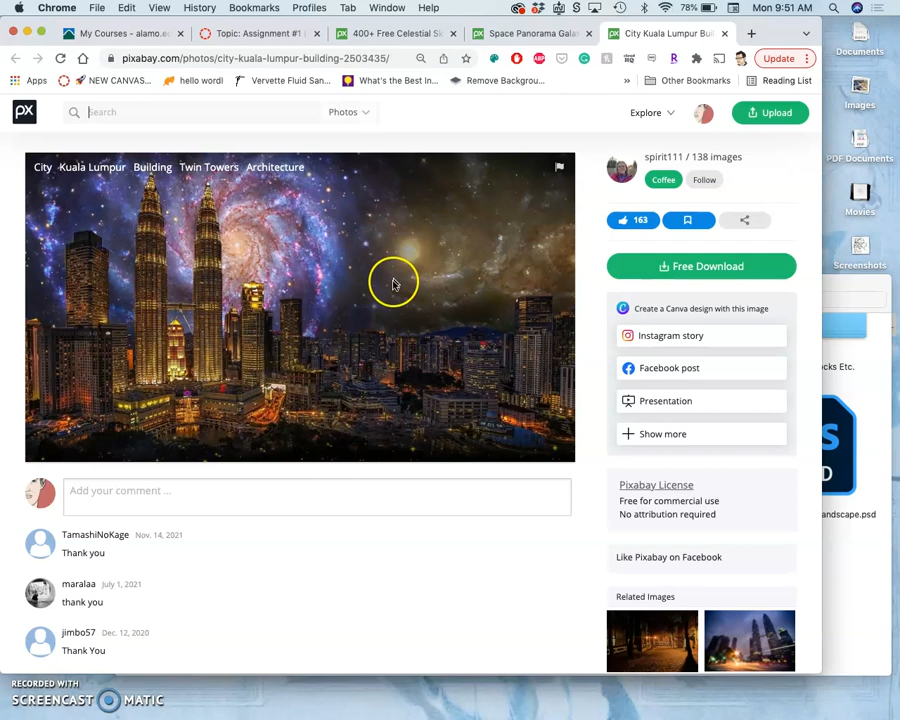 Chrome File Edit View History Bookmarks Profiles Tab Window Help 78% Mon 9:51 AM
My Courses - alamo.e
Topic: Assignment #1
400+ Free Celestial Sk
Space Panorama Gala
City Kuala Lumpur Buil
pixabay.com/photos/city-kuala-lumpur-building-2503435/
Update
Apps
NEW CANVAS...
hello word!
Vervette Fluid San...
What's the Best In...
Remove Backgrou...
»
Other Bookmarks
Reading List
px
Search
Photos
Explore
Upload
City Kuala Lumpur Building Twin Towers Architecture
spirit111 / 138 images
Coffee
Follow
163
Free Download
Create a Canva design with this image
Instagram story
Facebook post
Presentation
Show more
Pixabay License
Free for commercial use
No attribution required
Like Pixabay on Facebook
Related Images
Add your comment ...
TamashiNoKage Nov. 14, 2021
Thank you
maralaa July 1, 2021
thank you
jimbo57 Dec. 12, 2020
Thank You
Documents
Images
PDF Documents
Movies
Screenshots
ocks Etc.
S
D
andscape.psd
RECORDED WITH
SCREENCAST MATIC